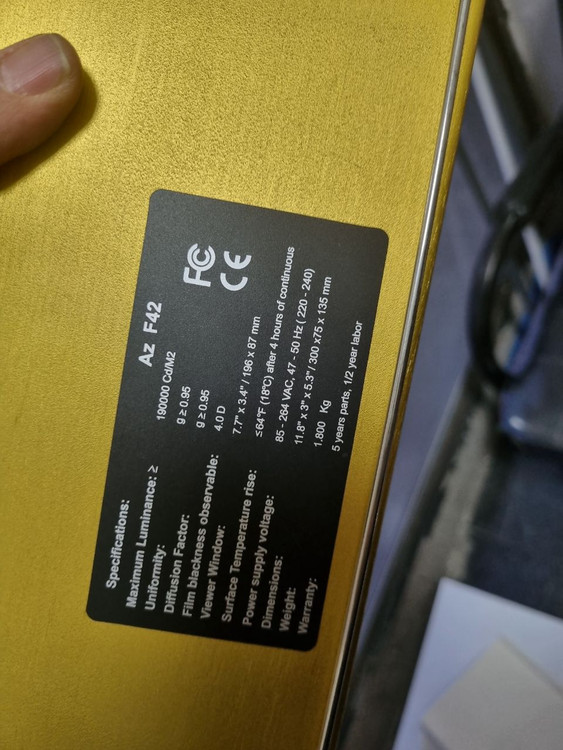 Az F42
FC CE
Specifications:
Maximum Luminance: ≥ 190000 Cd/M2
Uniformity: g ≥ 0.95
Diffusion Factor: g ≥ 0.95
Film blackness observable: 4.0 D
Viewer Window: 7.7" x 3.4" / 196 x 87 mm
Surface Temperature rise: ≤64℉ (18ºC) after 4 hours of continuous
Power supply voltage: 85 - 264 VAC, 47 - 50 Hz ( 220 - 240)
Dimensions: 11.8" x 3" x 5.3"/ 300 x75 x 135 mm
Weight: 1.800 Kg
Warranty: 5 years parts, 1/2 year labor